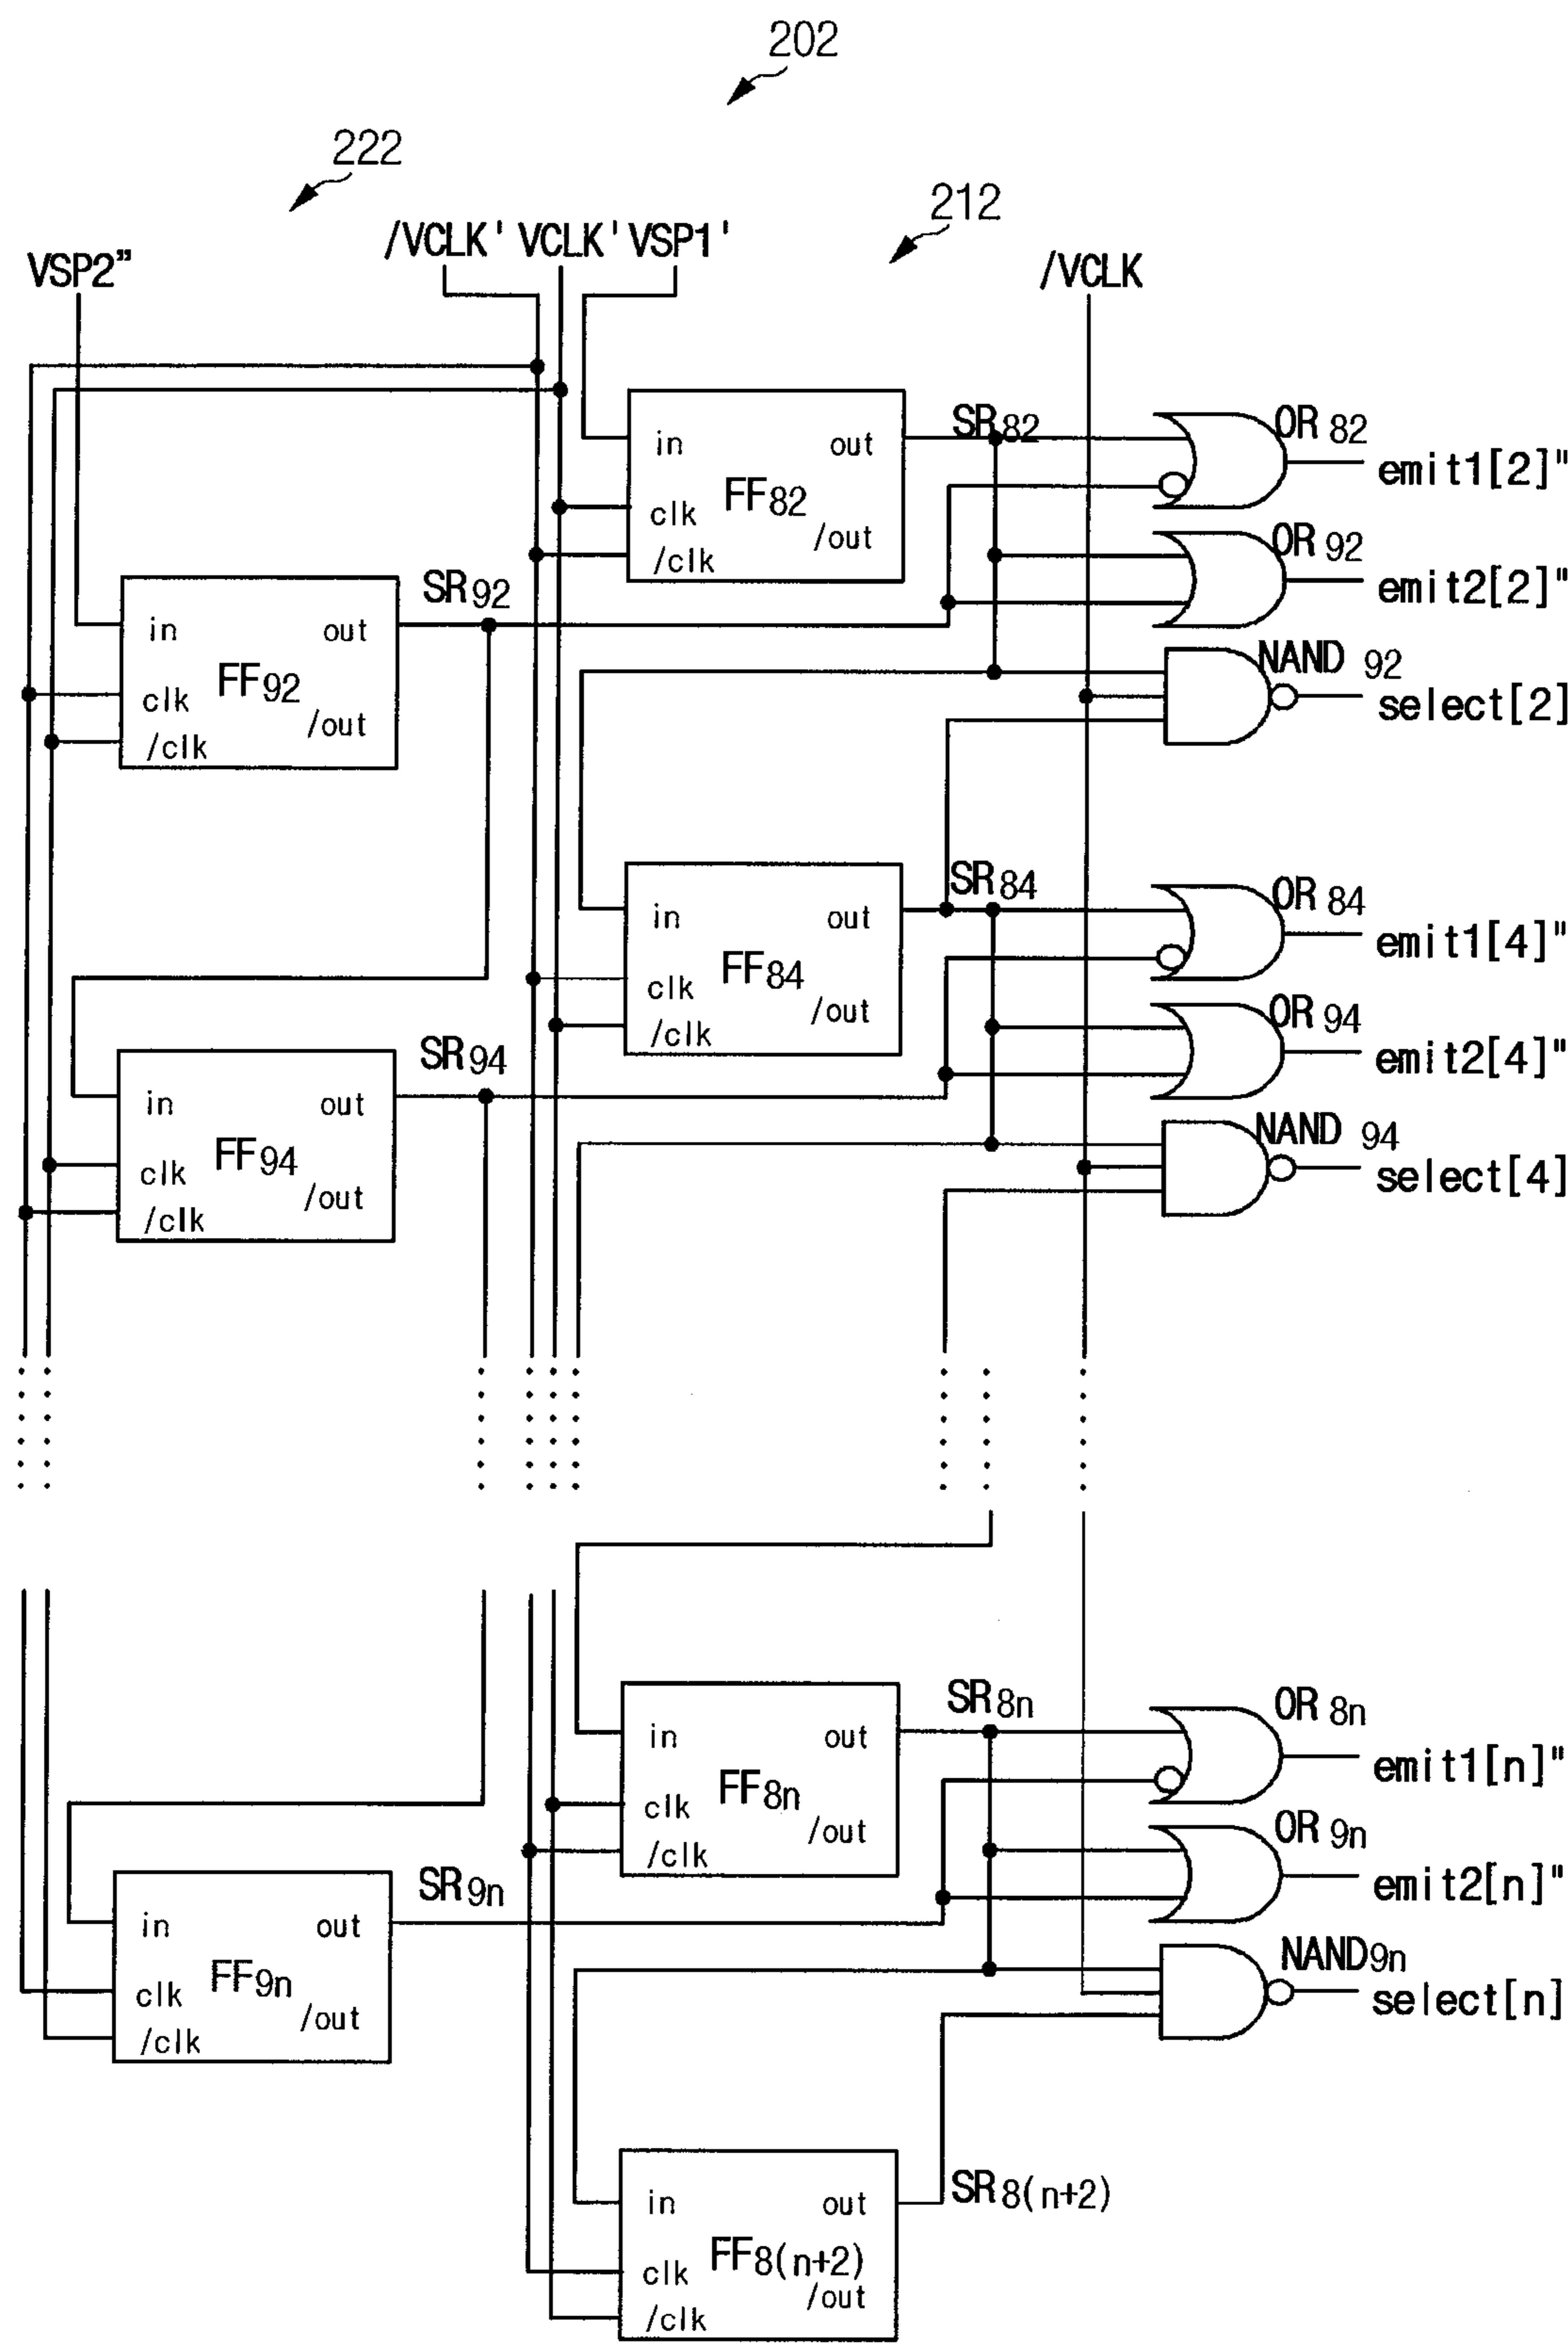 202
222
212
/VCLK' VCLK' VSP1'
VSP2"
/VCLK
in out
clk FF82
/out
/clk
SR82
OR 82
emit1[2]"
OR 92
emit2[2]"
NAND 92
select[2]
in out
FF92
clk
/out
/clk
SR92
in out
FF84
clk
/out
/clk
SR84
OR 84
emit1[4]"
OR 94
emit2[4]"
NAND 94
select[4]
in out
FF94
clk
/out
/clk
SR94
in out
FF8n
clk
/out
/clk
SR8n
OR 8n
emit1[n]"
OR 9n
emit2[n]"
NAND9n
select[n]
in out
FF9n
clk
/out
/clk
SR9n
in out
FF8(n+2)
clk
/out
/clk
SR8(n+2)